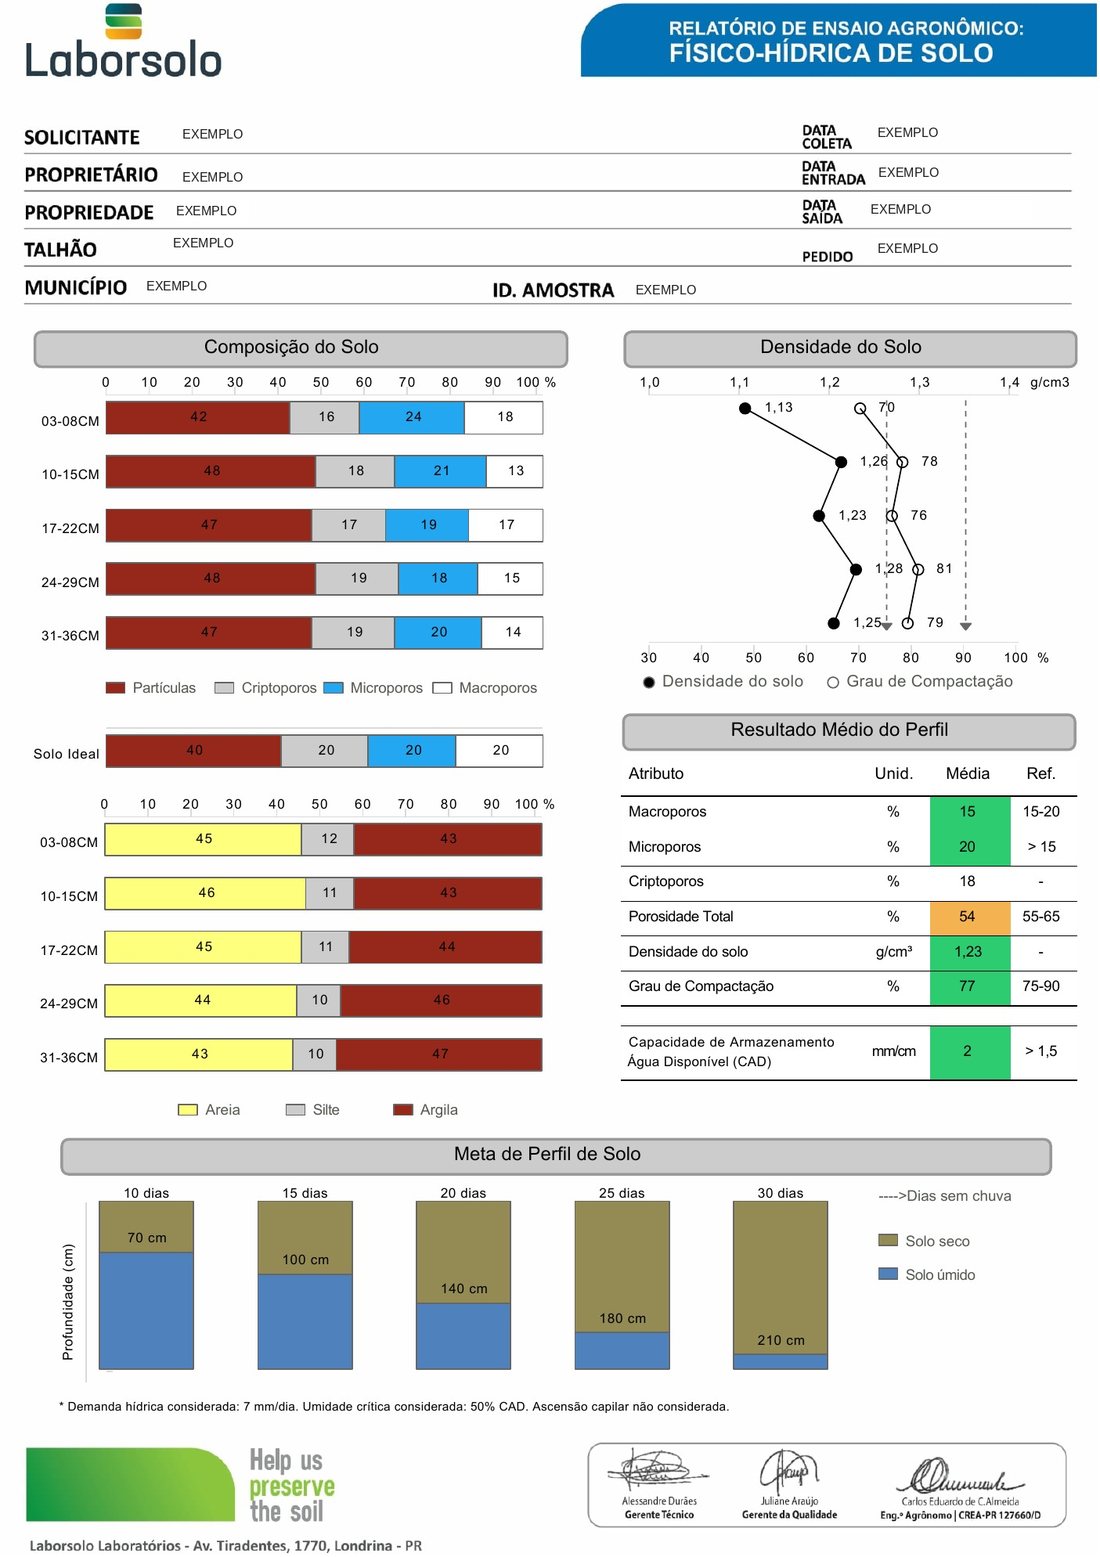 Laborsolo
RELATÓRIO DE ENSAIO AGRONÔMICO:
FÍSICO-HÍDRICA DE SOLO
SOLICITANTE EXEMPLO DATA COLETA EXEMPLO
PROPRIETÁRIO EXEMPLO DATA ENTRADA EXEMPLO
PROPRIEDADE EXEMPLO DATA SAÍDA EXEMPLO
TALHÃO EXEMPLO PEDIDO EXEMPLO
MUNICÍPIO EXEMPLO ID. AMOSTRA EXEMPLO
Composição do Solo
0 10 20 30 40 50 60 70 80 90 100 %
03-08CM 42 16 24 18
10-15CM 48 18 21 13
17-22CM 47 17 19 17
24-29CM 48 19 18 15
31-36CM 47 19 20 14
Partículas Criptoporos Microporos Macroporos
Solo Ideal 40 20 20 20
0 10 20 30 40 50 60 70 80 90 100 %
03-08CM 45 12 43
10-15CM 46 11 43
17-22CM 45 11 44
24-29CM 44 10 46
31-36CM 43 10 47
Areia Silte Argila
Densidade do Solo
1,0 1,1 1,2 1,3 1,4 g/cm3
1,13 70
1,26 78
1,23 76
1,28 81
1,25 79
30 40 50 60 70 80 90 100 %
Densidade do solo Grau de Compactação
Resultado Médio do Perfil
Atributo Unid. Média Ref.
Macroporos % 15 15-20
Microporos % 20 > 15
Criptoporos % 18 -
Porosidade Total % 54 55-65
Densidade do solo g/cm³ 1,23 -
Grau de Compactação % 77 75-90
Capacidade de Armazenamento
Água Disponível (CAD) mm/cm 2 > 1,5
Meta de Perfil de Solo
10 dias 15 dias 20 dias 25 dias 30 dias
Profundidade (cm)
70 cm
100 cm
140 cm
180 cm
210 cm
---->Dias sem chuva
Solo seco
Solo úmido
* Demanda hídrica considerada: 7 mm/dia. Umidade crítica considerada: 50% CAD. Ascensão capilar não considerada.
Help us
preserve
the soil
Alessandre Durães
Gerente Técnico
Juliane Araújo
Gerente da Qualidade
Carlos Eduardo de C.Almeida
Eng.º Agrônomo | CREA-PR 127660/D
Laborsolo Laboratórios - Av. Tiradentes, 1770, Londrina - PR